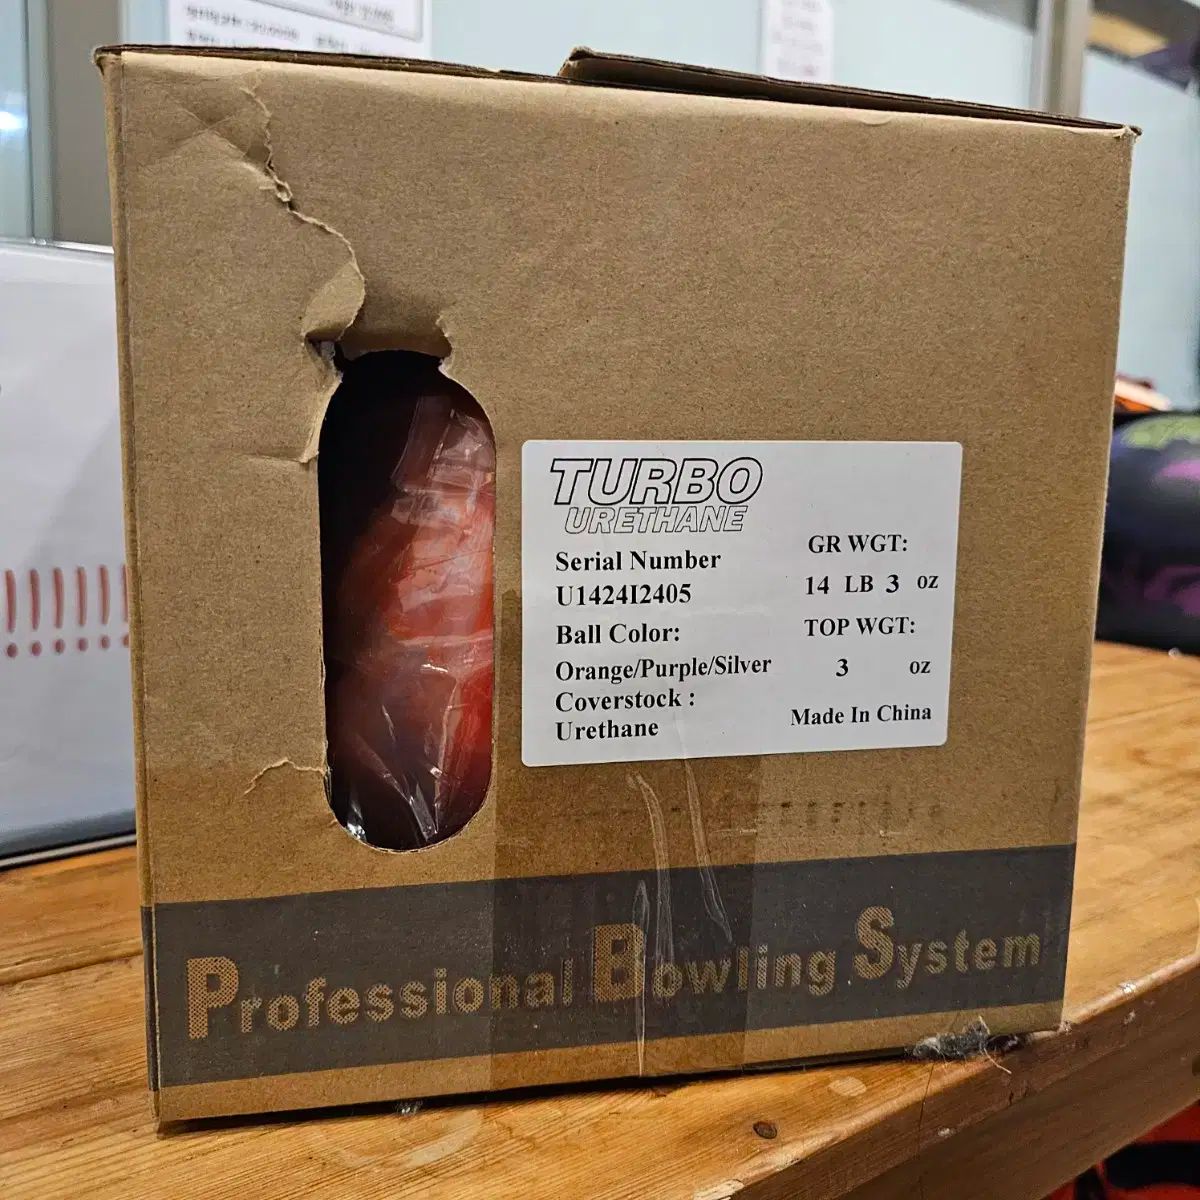 TURBO
URETHANE
Serial Number
U1424I2405
Ball Color:
Orange/Purple/Silver
Coverstock :
Urethane
GR WGT:
14 LB 3 oz
TOP WGT:
3 oz
Made In China
Professional Bowling System